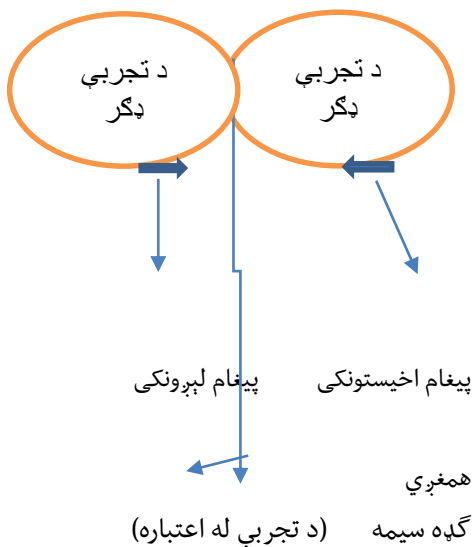 د تجربې
ډګر
د تجربې
ډګر
پیغام اخیستونکی پیغام لېږونکی
همغږي
ګډه سیمه (د تجربې له اعتباره)